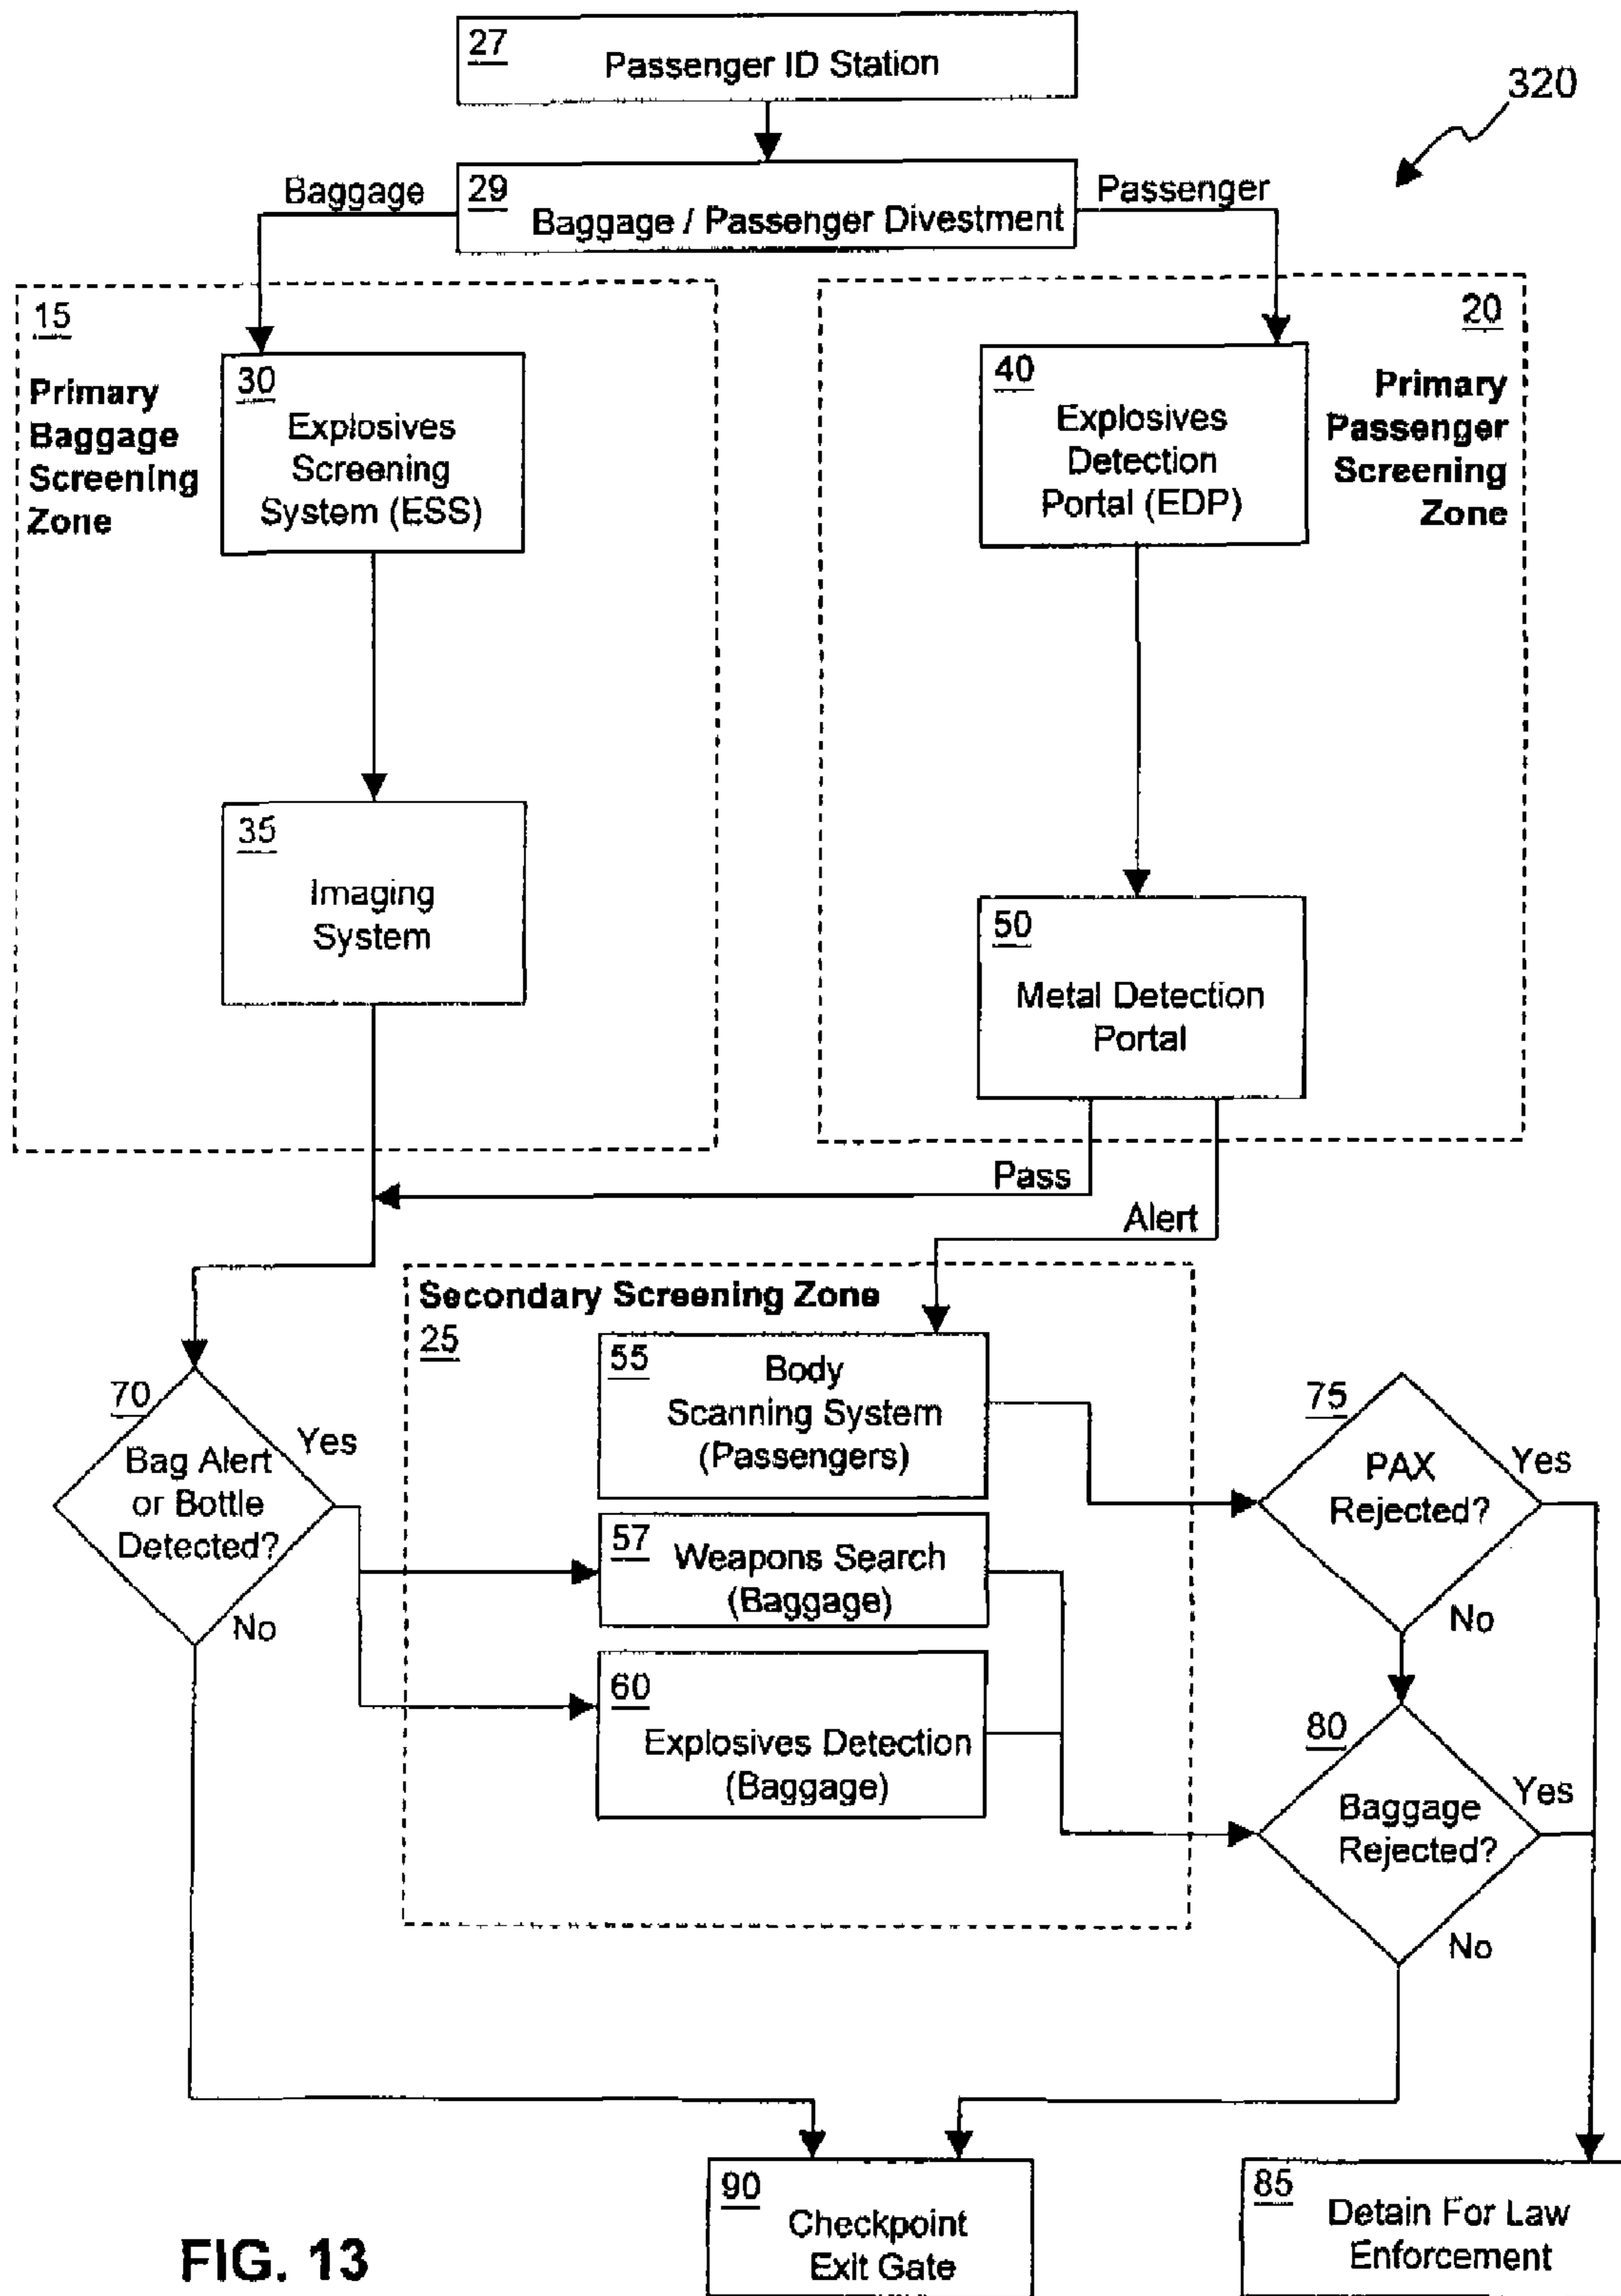 27
Passenger ID Station
320
Baggage
29
Baggage / Passenger Divestment
Passenger
15
Primary
Baggage
Screening
Zone
30
Explosives
Screening
System (ESS)
35
Imaging
System
20
Primary
Passenger
Screening
Zone
40
Explosives
Detection
Portal (EDP)
50
Metal Detection
Portal
Pass
Alert
Secondary Screening Zone
25
55
Body
Scanning System
(Passengers)
57
Weapons Search
(Baggage)
60
Explosives Detection
(Baggage)
70
Bag Alert
or Bottle
Detected?
Yes
No
75
PAX
Rejected?
Yes
No
80
Baggage
Rejected?
Yes
No
90
Checkpoint
Exit Gate
85
Detain For Law
Enforcement
FIG. 13